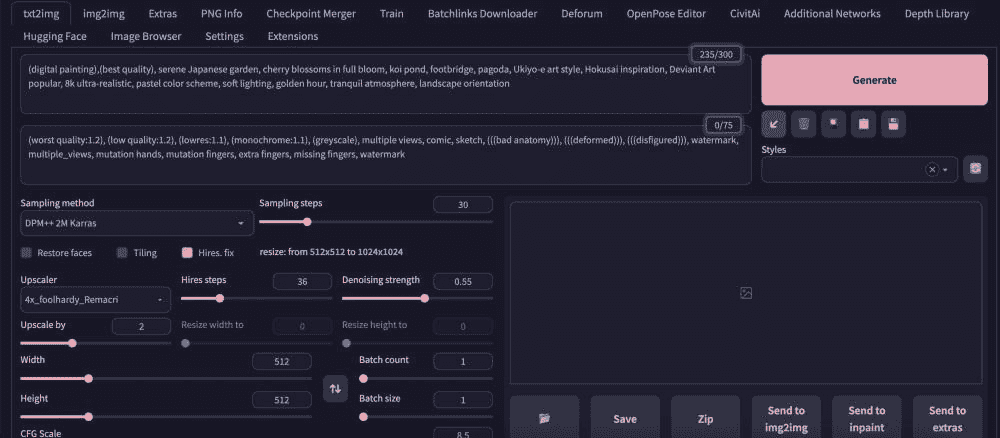 txt2img img2img Extras PNG Info Checkpoint Merger Train Batchlinks Downloader Deforum OpenPose Editor CivitAi Additional Networks Depth Library
Hugging Face Image Browser Settings Extensions
235/300
(digital painting),(best quality), serene Japanese garden, cherry blossoms in full bloom, koi pond, footbridge, pagoda, Ukiyo-e art style, Hokusai inspiration, Deviant Art
popular, 8k ultra-realistic, pastel color scheme, soft lighting, golden hour, tranquil atmosphere, landscape orientation
Generate
0/75
(worst quality:1.2), (low quality:1.2), (lowres:1.1), (monochrome:1.1), (greyscale), multiple views, comic, sketch, (((bad anatomy))), (((deformed))), (((disfigured))), watermark,
multiple_views, mutation hands, mutation fingers, extra fingers, missing fingers, watermark
Styles
Sampling method
DPM++ 2M Karras
Sampling steps 30
Restore faces Tiling Hires. fix resize: from 512x512 to 1024x1024
Upscaler
4x_foolhardy_Remacri
Hires steps 36
Denoising strength 0.55
Upscale by 2
Resize width to 0
Resize height to 0
Width 512
Batch count 1
Height 512
Batch size 1
CFG Scale 8.5
Save
Zip
Send to
img2img
Send to
inpaint
Send to
extras